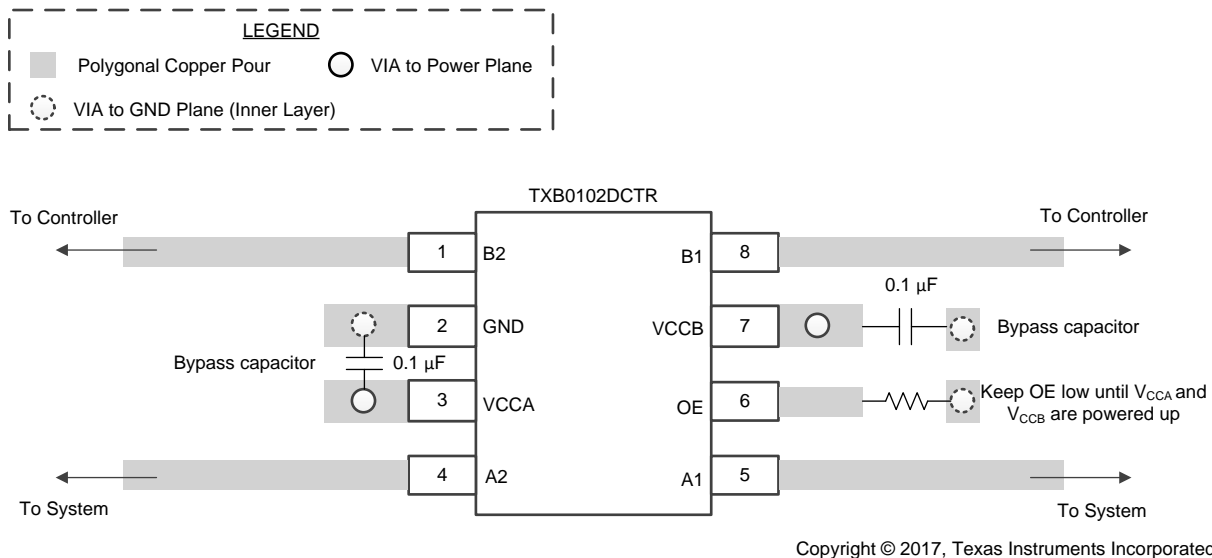 LEGEND
Polygonal Copper Pour
VIA to Power Plane
VIA to GND Plane (Inner Layer)
TXB0102DCTR
To Controller
To Controller
1
B2
B1
8
0.1 μF
2
GND
VCCB
7
Bypass capacitor
Bypass capacitor
0.1 μF
3
VCCA
OE
6
Keep OE low until VCCA and
VCCB are powered up
4
A2
A1
5
To System
To System
Copyright © 2017, Texas Instruments Incorporated